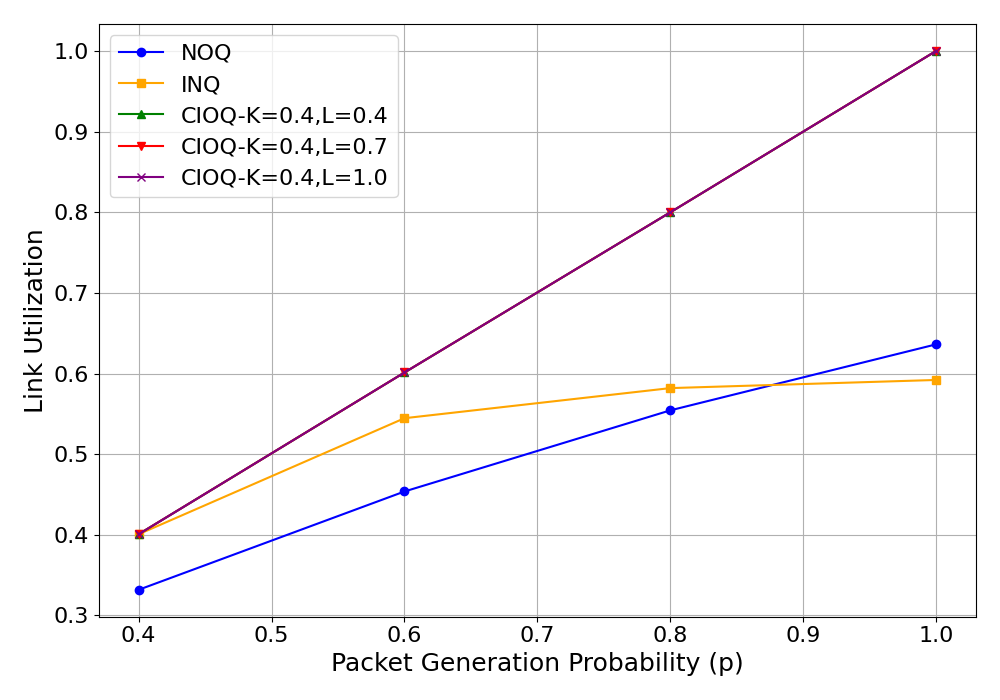 NOQ
INQ
CIOQ-K=0.4,L=0.4
CIOQ-K=0.4,L=0.7
CIOQ-K=0.4,L=1.0
1.0
0.9
0.8
0.7
0.6
0.5
0.4
0.3
Link Utilization
0.4 0.5 0.6 0.7 0.8 0.9 1.0
Packet Generation Probability (p)